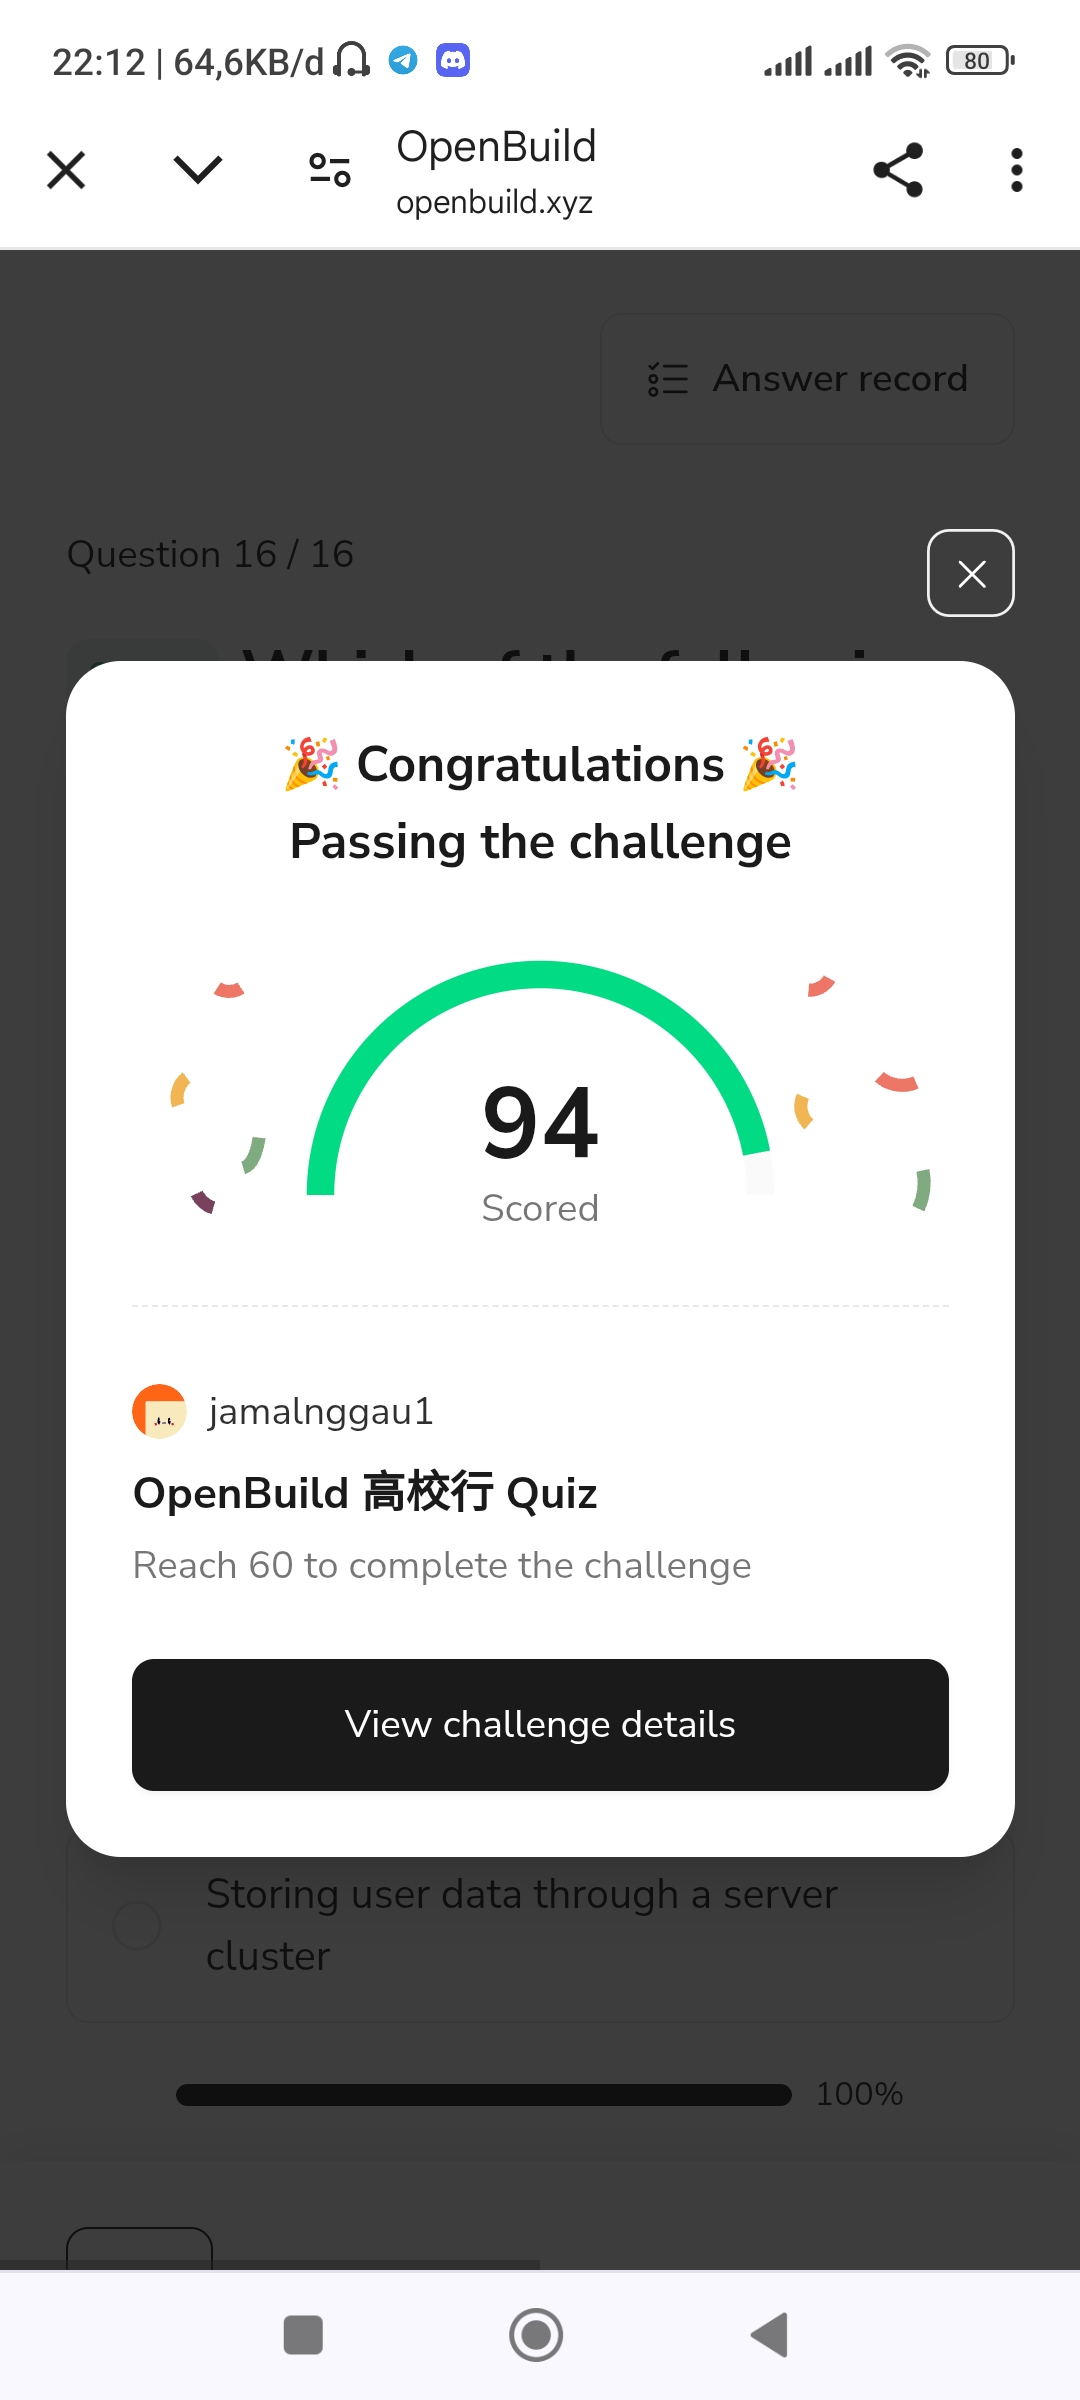 22:12 | 64,6KB/d
80
OpenBuild
openbuild.xyz
Answer record
Question 16 / 16
🎉 Congratulations 🎉
Passing the challenge
94
Scored
jamalnggau1
OpenBuild 高校行 Quiz
Reach 60 to complete the challenge
View challenge details
Storing user data through a server
cluster
100%